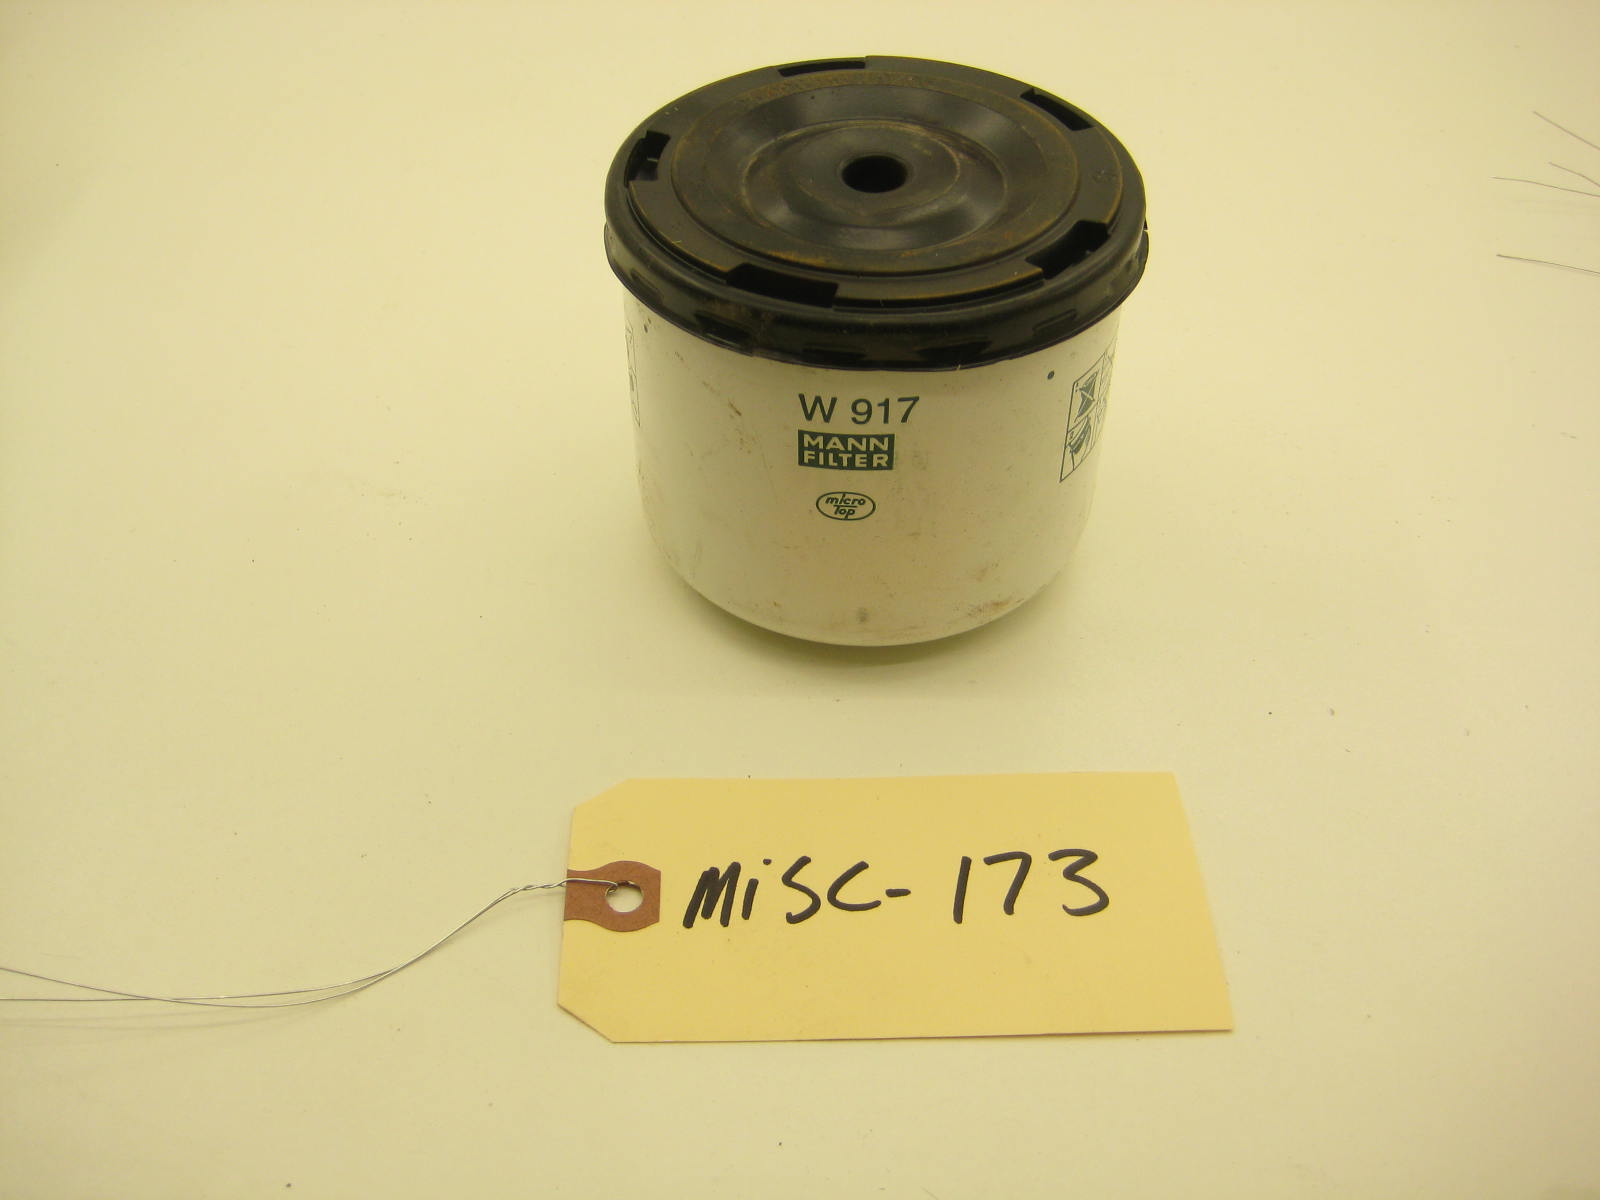 W 917
MANN
FILTER
micro
Top
MiSC-173